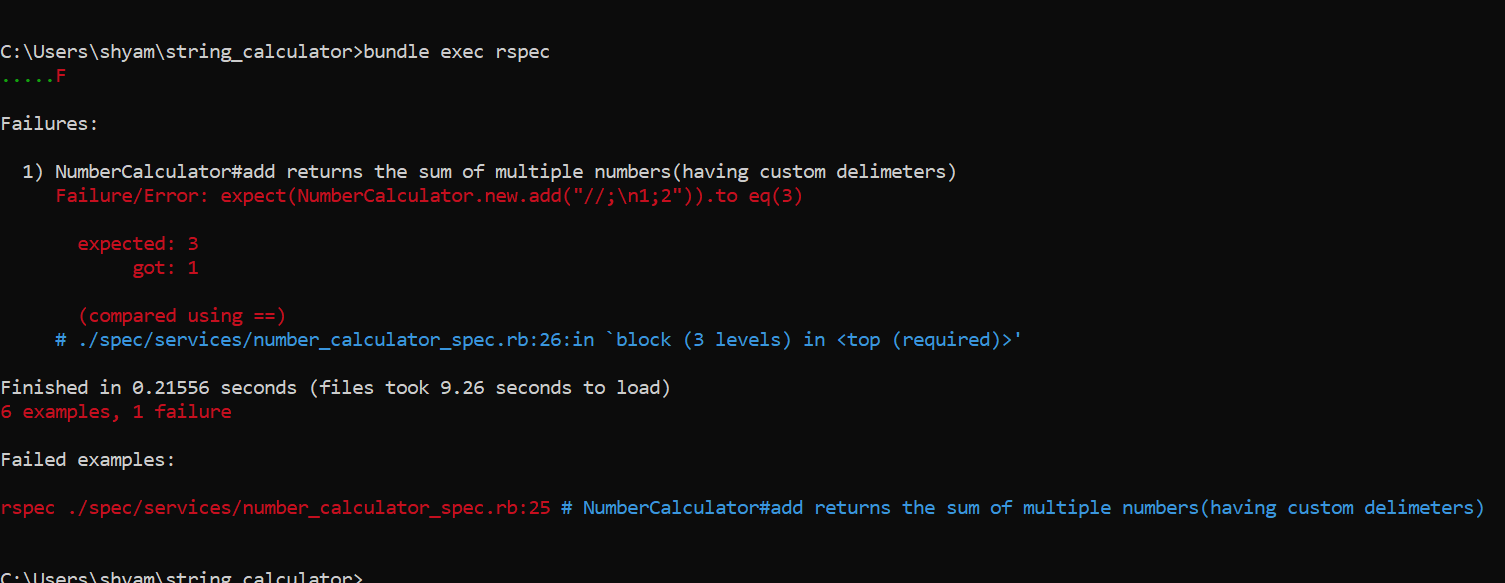 C:\Users\shyam\string_calculator>bundle exec rspec
.....F
Failures:
1) NumberCalculator#add returns the sum of multiple numbers(having custom delimeters)
Failure/Error: expect(NumberCalculator.new.add("//;\n1;2")).to eq(3)
expected: 3
got: 1
(compared using ==)
# ./spec/services/number_calculator_spec.rb:26:in `block (3 levels) in <top (required)>'
Finished in 0.21556 seconds (files took 9.26 seconds to load)
6 examples, 1 failure
Failed examples:
rspec ./spec/services/number_calculator_spec.rb:25 # NumberCalculator#add returns the sum of multiple numbers(having custom delimeters)
C:\Users\shyam\string_calculator>